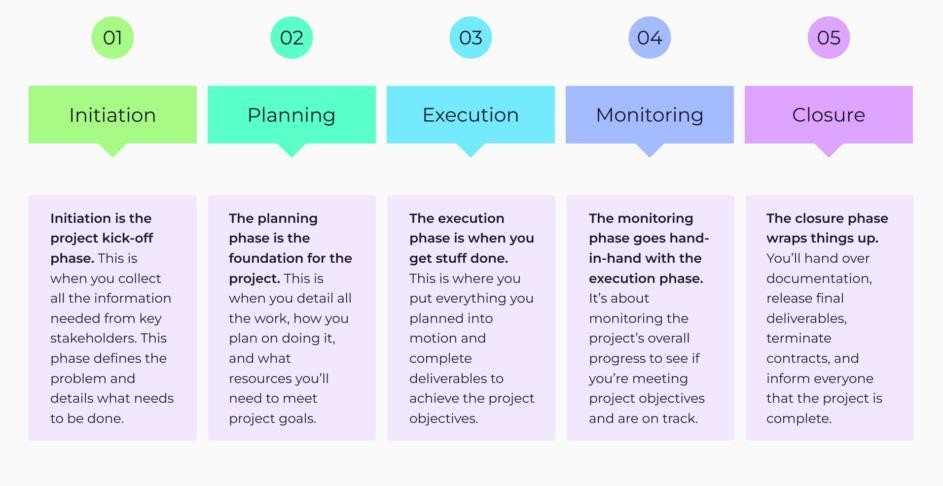 01
02
03
04
05
Initiation
Planning
Execution
Monitoring
Closure
Initiation is the
project kick-off
phase. This is
when you collect
all the information
needed from key
stakeholders. This
phase defines the
problem and
details what needs
to be done.
The planning
phase is the
foundation for the
project. This is
when you detail all
the work, how you
plan on doing it,
and what
resources you’ll
need to meet
project goals.
The execution
phase is when you
get stuff done.
This is where you
put everything you
planned into
motion and
complete
deliverables to
achieve the project
objectives.
The monitoring
phase goes hand-
in-hand with the
execution phase.
It’s about
monitoring the
project’s overall
progress to see if
you’re meeting
project objectives
and are on track.
The closure phase
wraps things up.
You’ll hand over
documentation,
release final
deliverables,
terminate
contracts, and
inform everyone
that the project is
complete.